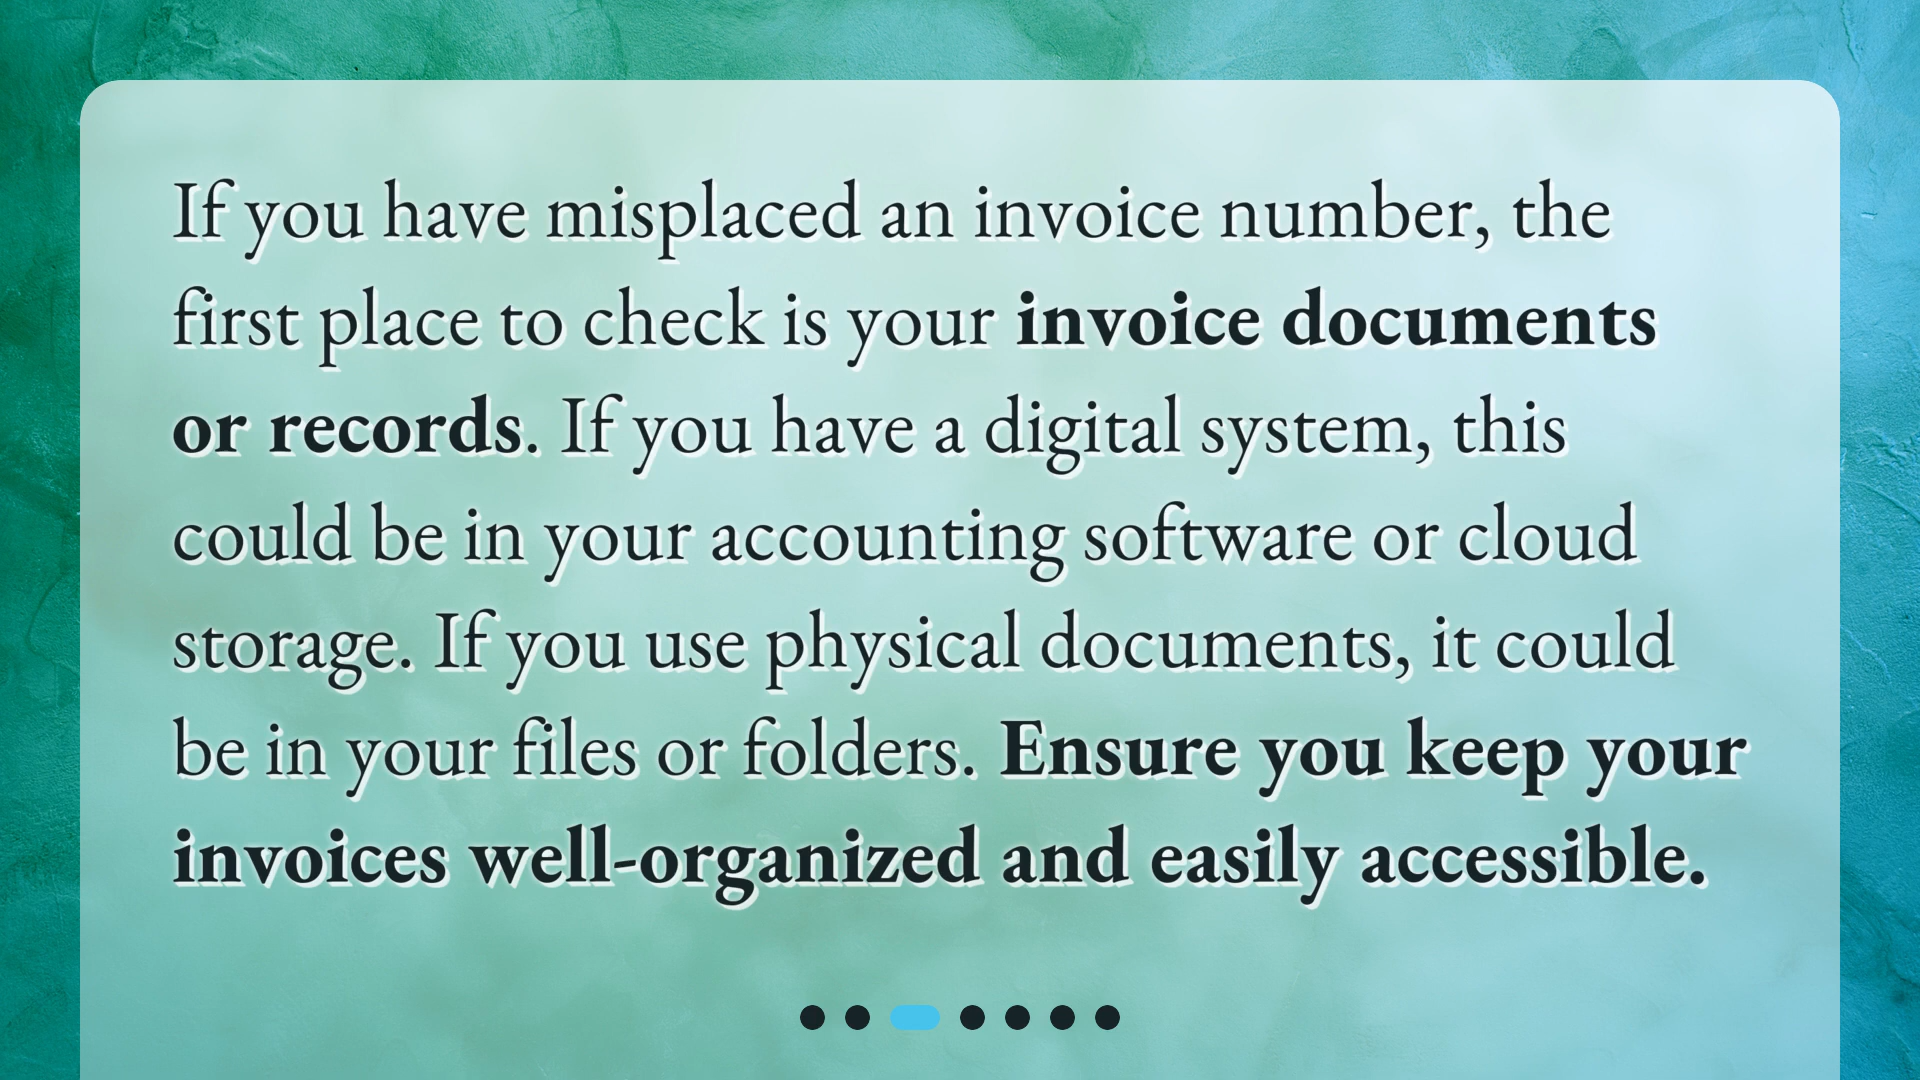 If you have misplaced an invoice number, the
first place to check is your invoice documents
or records. If you have a digital system, this
could be in your accounting software or cloud
storage. If you use physical documents, it could
be in your files or folders. Ensure you keep your
invoices well-organized and easily accessible.